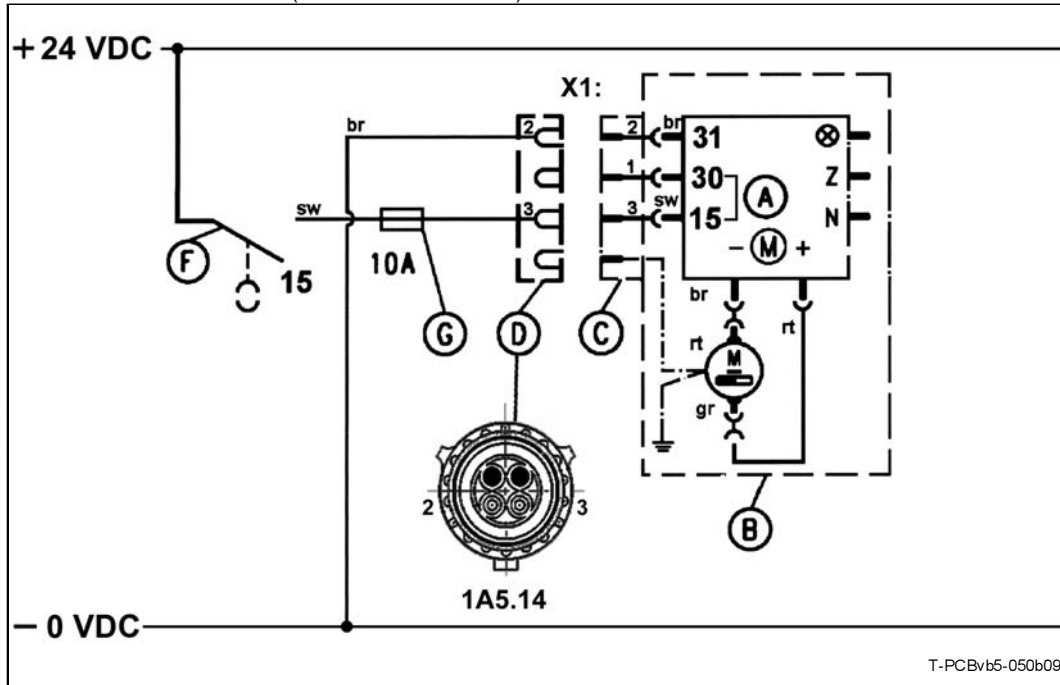 + 24 VDC
X1:
br
2
2
br
31
⊗
1
30
A
Z
sw
3
3
sw
15
N
F
15
10A
- M +
br
rt
G
D
C
rt
M
gr
2
3
B
1A5.14
− 0 VDC
T-PCBvb5-050b09